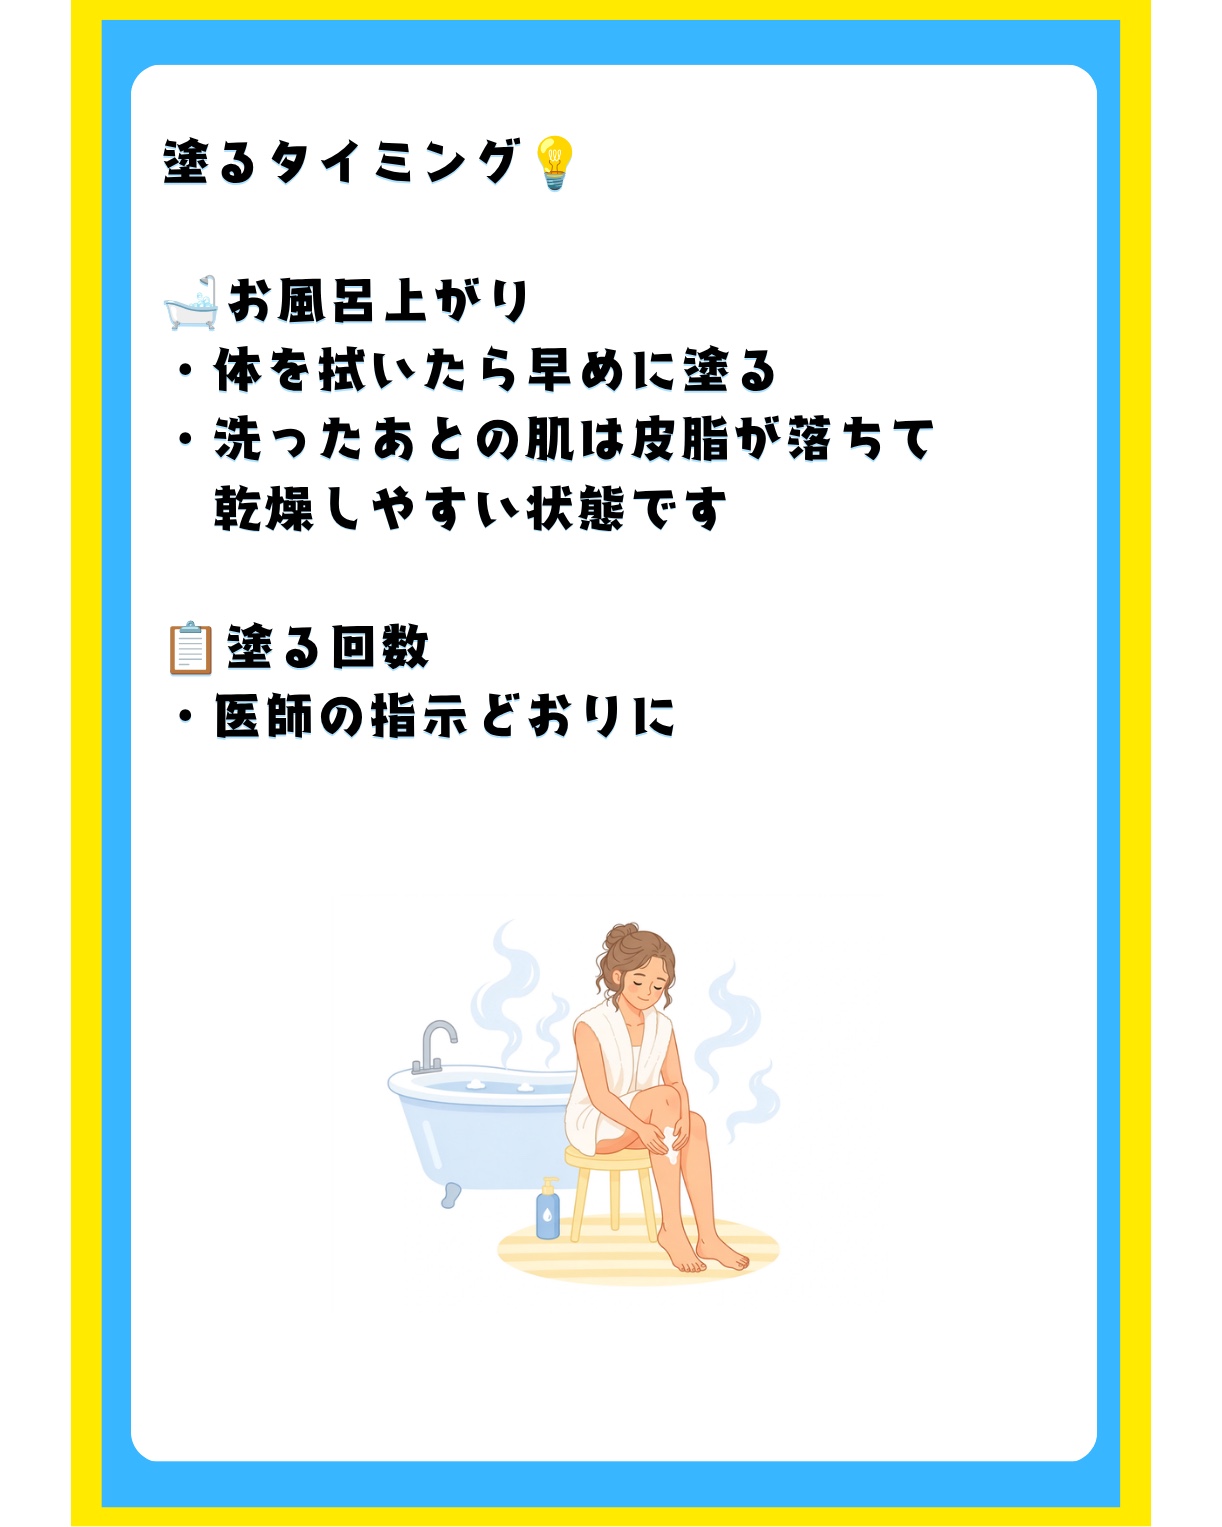 塗るタイミング💡
🛁お風呂上がり
・体を拭いたら早めに塗る
・洗ったあとの肌は皮脂が落ちて
乾燥しやすい状態です
📋塗る回数
・医師の指示どおりに